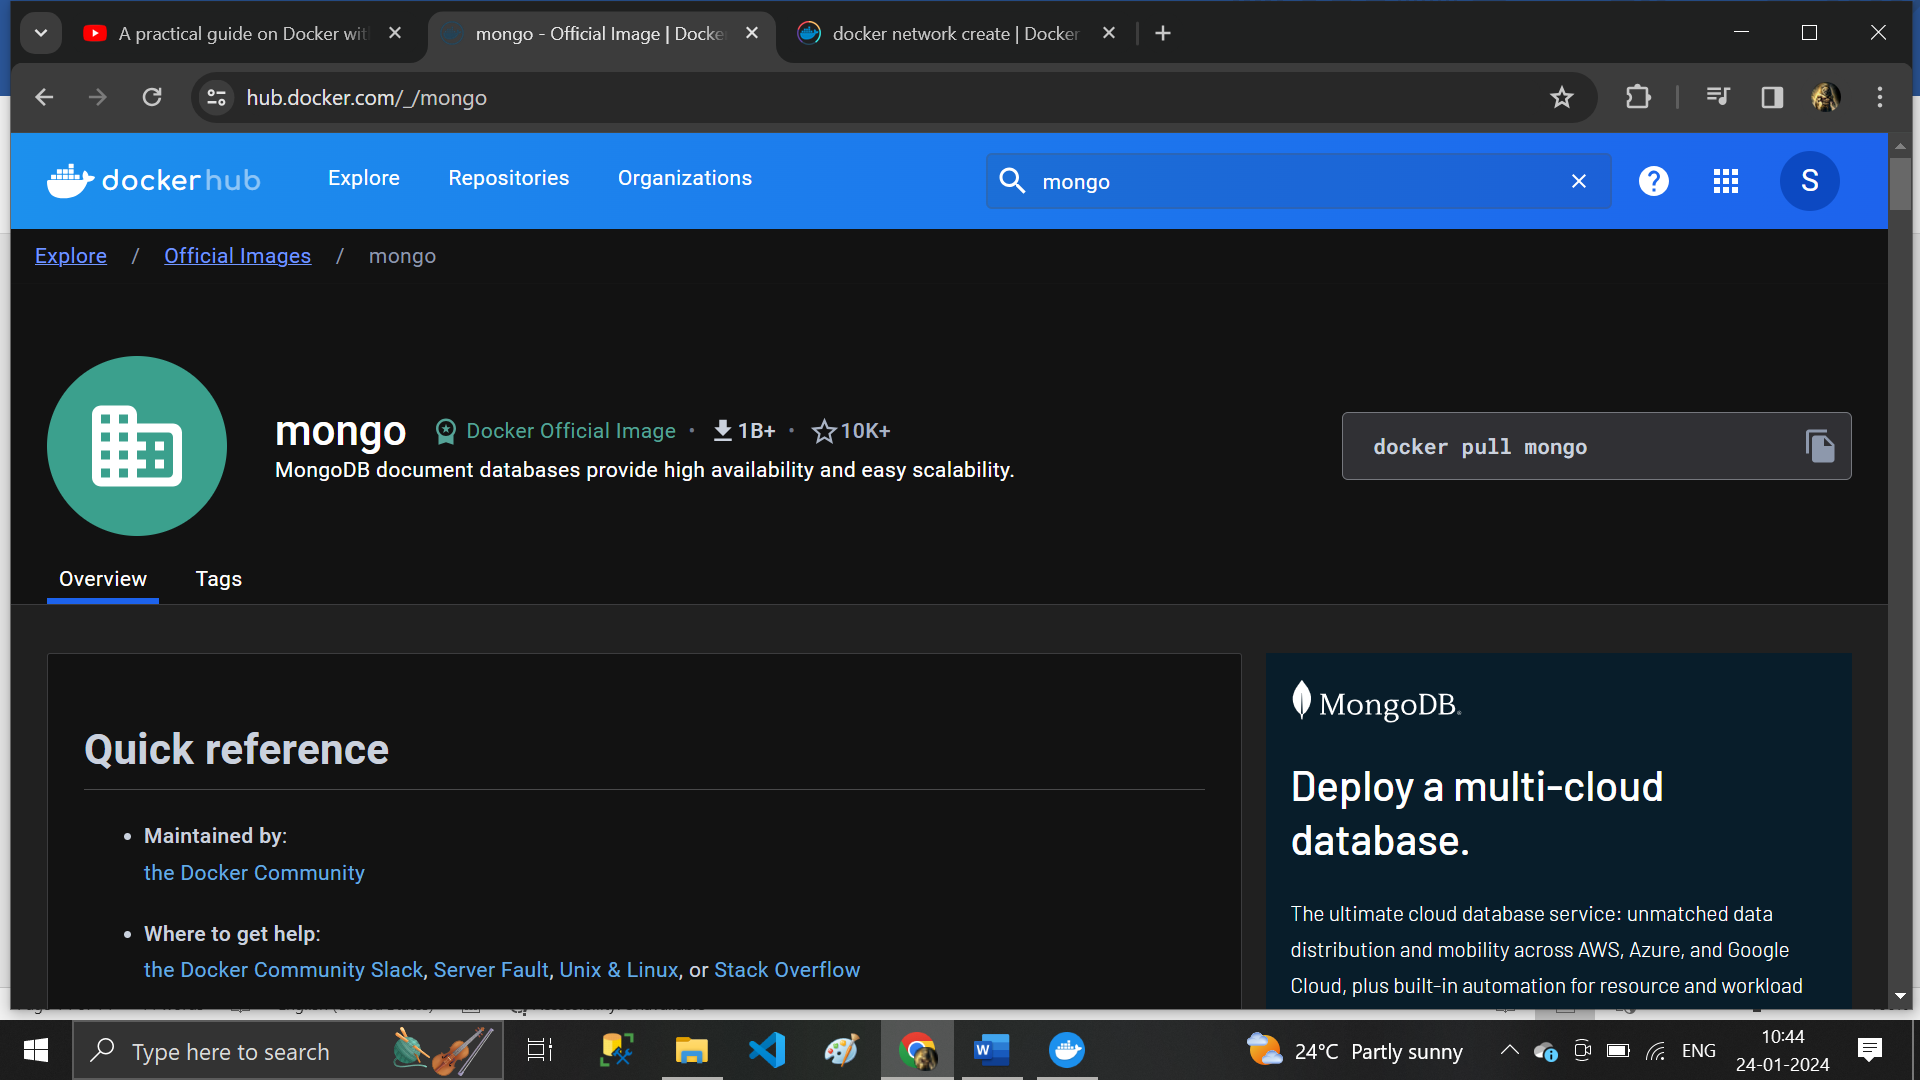 A practical guide on Docker wit
mongo - Official Image | Docke
docker network create | Docker
hub.docker.com/_/mongo
dockerhub
Explore
Repositories
Organizations
mongo
S
Explore / Official Images / mongo
mongo
Docker Official Image
1B+
10K+
MongoDB document databases provide high availability and easy scalability.
docker pull mongo
Overview
Tags
Quick reference
Maintained by:
the Docker Community
Where to get help:
the Docker Community Slack, Server Fault, Unix & Linux, or Stack Overflow
MongoDB.
Deploy a multi-cloud
database.
The ultimate cloud database service: unmatched data
distribution and mobility across AWS, Azure, and Google
Cloud, plus built-in automation for resource and workload
Type here to search
24°C Partly sunny
ENG
10:44
24-01-2024